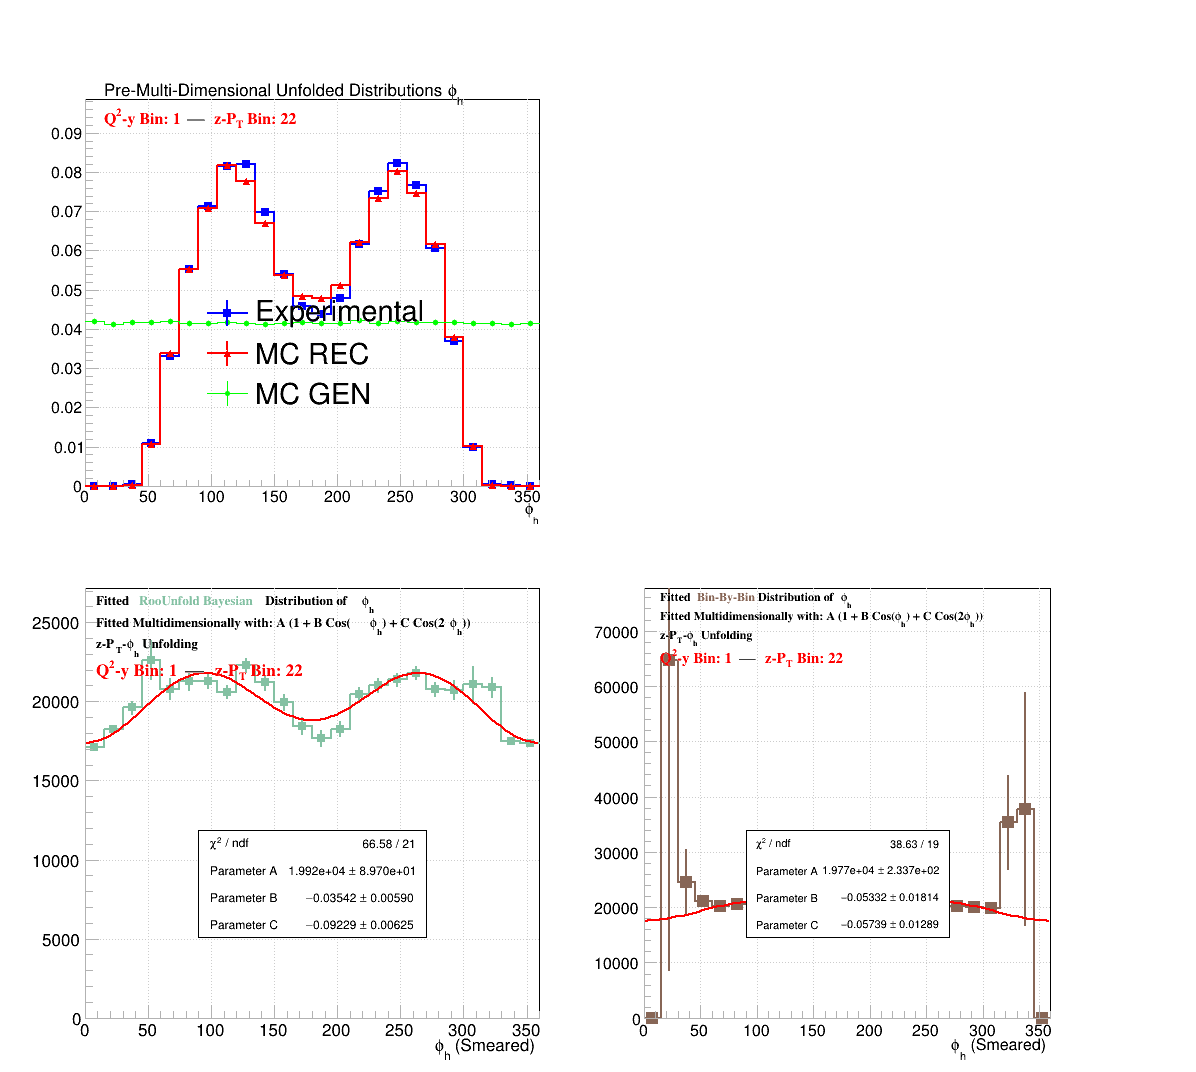 Pre-Multi-Dimensional Unfolded Distributions ϕh
Q²-y Bin: 1 — z-PT Bin: 22
0.09
0.08
0.07
0.06
0.05
0.04
0.03
0.02
0.01
0
Experimental
MC REC
MC GEN
0 50 100 150 200 250 300 350
ϕh
Fitted RooUnfold Bayesian Distribution of ϕh
Fitted Multidimensionally with: A (1 + B Cos( ϕh) + C Cos(2 ϕh))
z-PT-ϕh Unfolding
Q²-y Bin: 1 — z-PT Bin: 22
25000
20000
15000
10000
5000
0
χ² / ndf 66.58 / 21
Parameter A 1.992e+04 ± 8.970e+01
Parameter B −0.03542 ± 0.00590
Parameter C −0.09229 ± 0.00625
0 50 100 150 200 250 300 350
ϕh (Smeared)
Fitted Bin-By-Bin Distribution of ϕh
Fitted Multidimensionally with: A (1 + B Cos(ϕh) + C Cos(2ϕh))
z-PT-ϕh Unfolding
Q²-y Bin: 1 — z-PT Bin: 22
70000
60000
50000
40000
30000
20000
10000
0
χ² / ndf 38.63 / 19
Parameter A 1.977e+04 ± 2.337e+02
Parameter B −0.05332 ± 0.01814
Parameter C −0.05739 ± 0.01289
0 50 100 150 200 250 300 350
ϕh (Smeared)